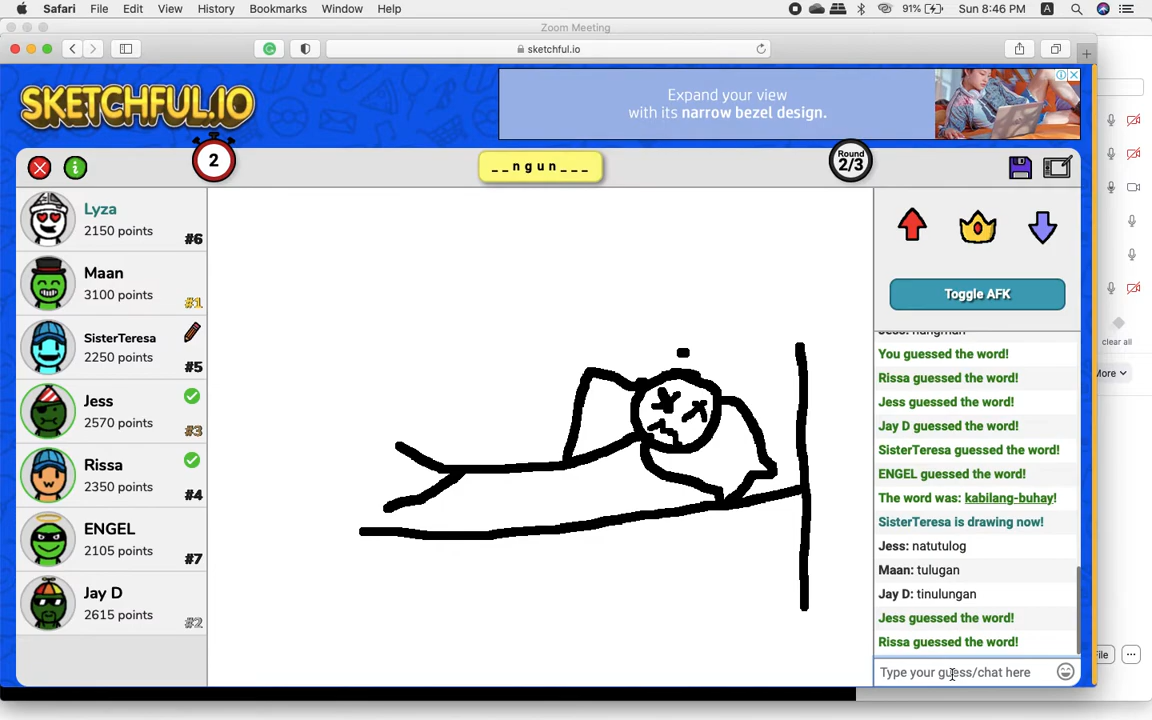 Safari File Edit View History Bookmarks Window Help 91% Sun 8:46 PM A
Zoom Meeting
sketchful.io
SKETCHFUL.IO
Expand your view
with its narrow bezel design.
2
_ _ n g u n _ _ _
Round
2/3
Lyza
2150 points
#6
Maan
3100 points
#1
SisterTeresa
2250 points
#5
Jess
2570 points
#3
Rissa
2350 points
#4
ENGEL
2105 points
#7
Jay D
2615 points
#2
Toggle AFK
Jess: hangman
You guessed the word!
Rissa guessed the word!
Jess guessed the word!
Jay D guessed the word!
SisterTeresa guessed the word!
ENGEL guessed the word!
The word was: kabilang-buhay!
SisterTeresa is drawing now!
Jess: natutulog
Maan: tulugan
Jay D: tinulungan
Jess guessed the word!
Rissa guessed the word!
Type your guess/chat here
clear all
More
File